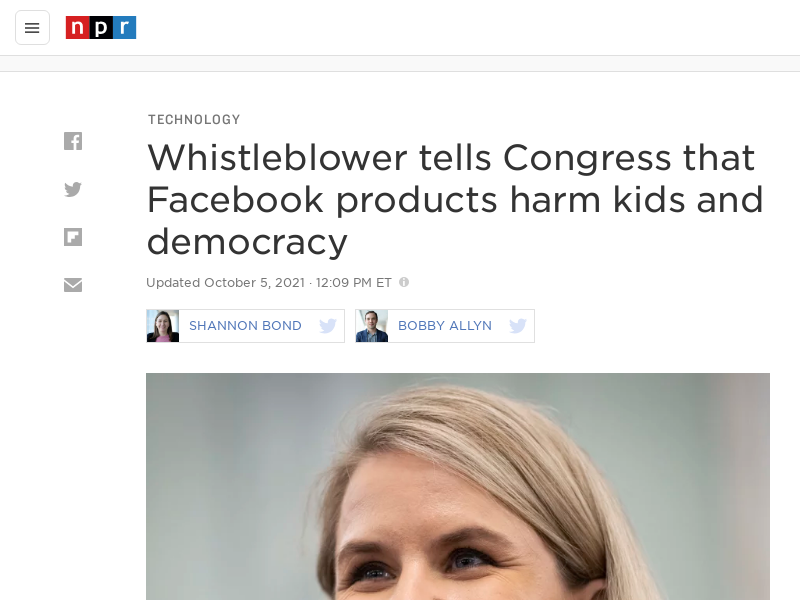 npr
TECHNOLOGY
Whistleblower tells Congress that
Facebook products harm kids and
democracy
Updated October 5, 2021 · 12:09 PM ET
SHANNON BOND
BOBBY ALLYN